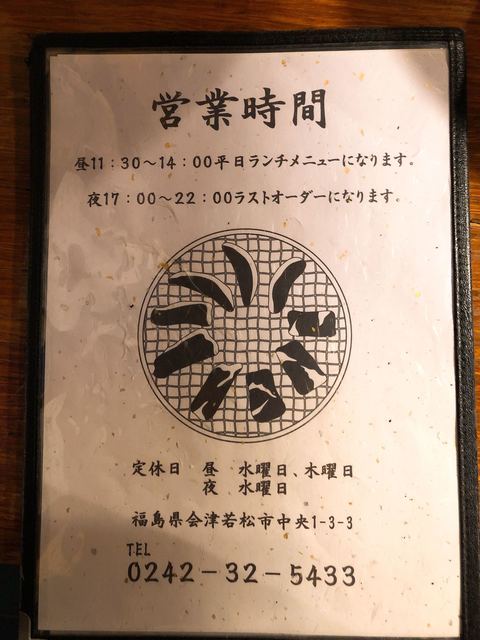 営業時間
昼11：30〜14：00平日ランチメニューになります。
夜17：00〜22：00ラストオーダーになります。
定休日　昼　水曜日、木曜日
夜　水曜日
福島県会津若松市中央1-3-3
TEL
0242－32－5433